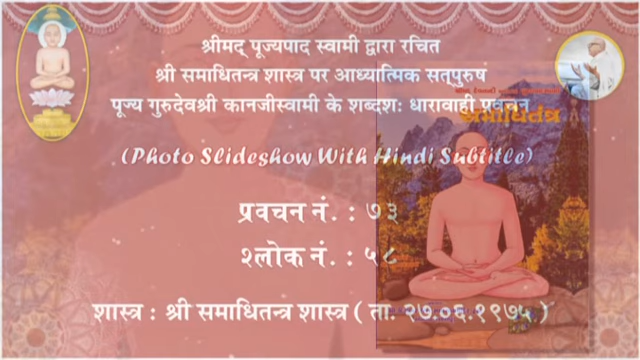 श्रीमद् पूज्यपाद स्वामी द्वारा रचित
श्री समाधितन्त्र शास्त्र पर आध्यात्मिक सत्पुरुष
पूज्य गुरुदेवश्री कानजीस्वामी के शब्दशः धारावाही प्रवचन
(Photo Slideshow With Hindi Subtitle)
समाधितंत्र
प्रवचन नं. : ७३
श्लोक नं. : ५८
शास्त्र : श्री समाधितन्त्र शास्त्र ( ता. २७.०६.१९७५ )